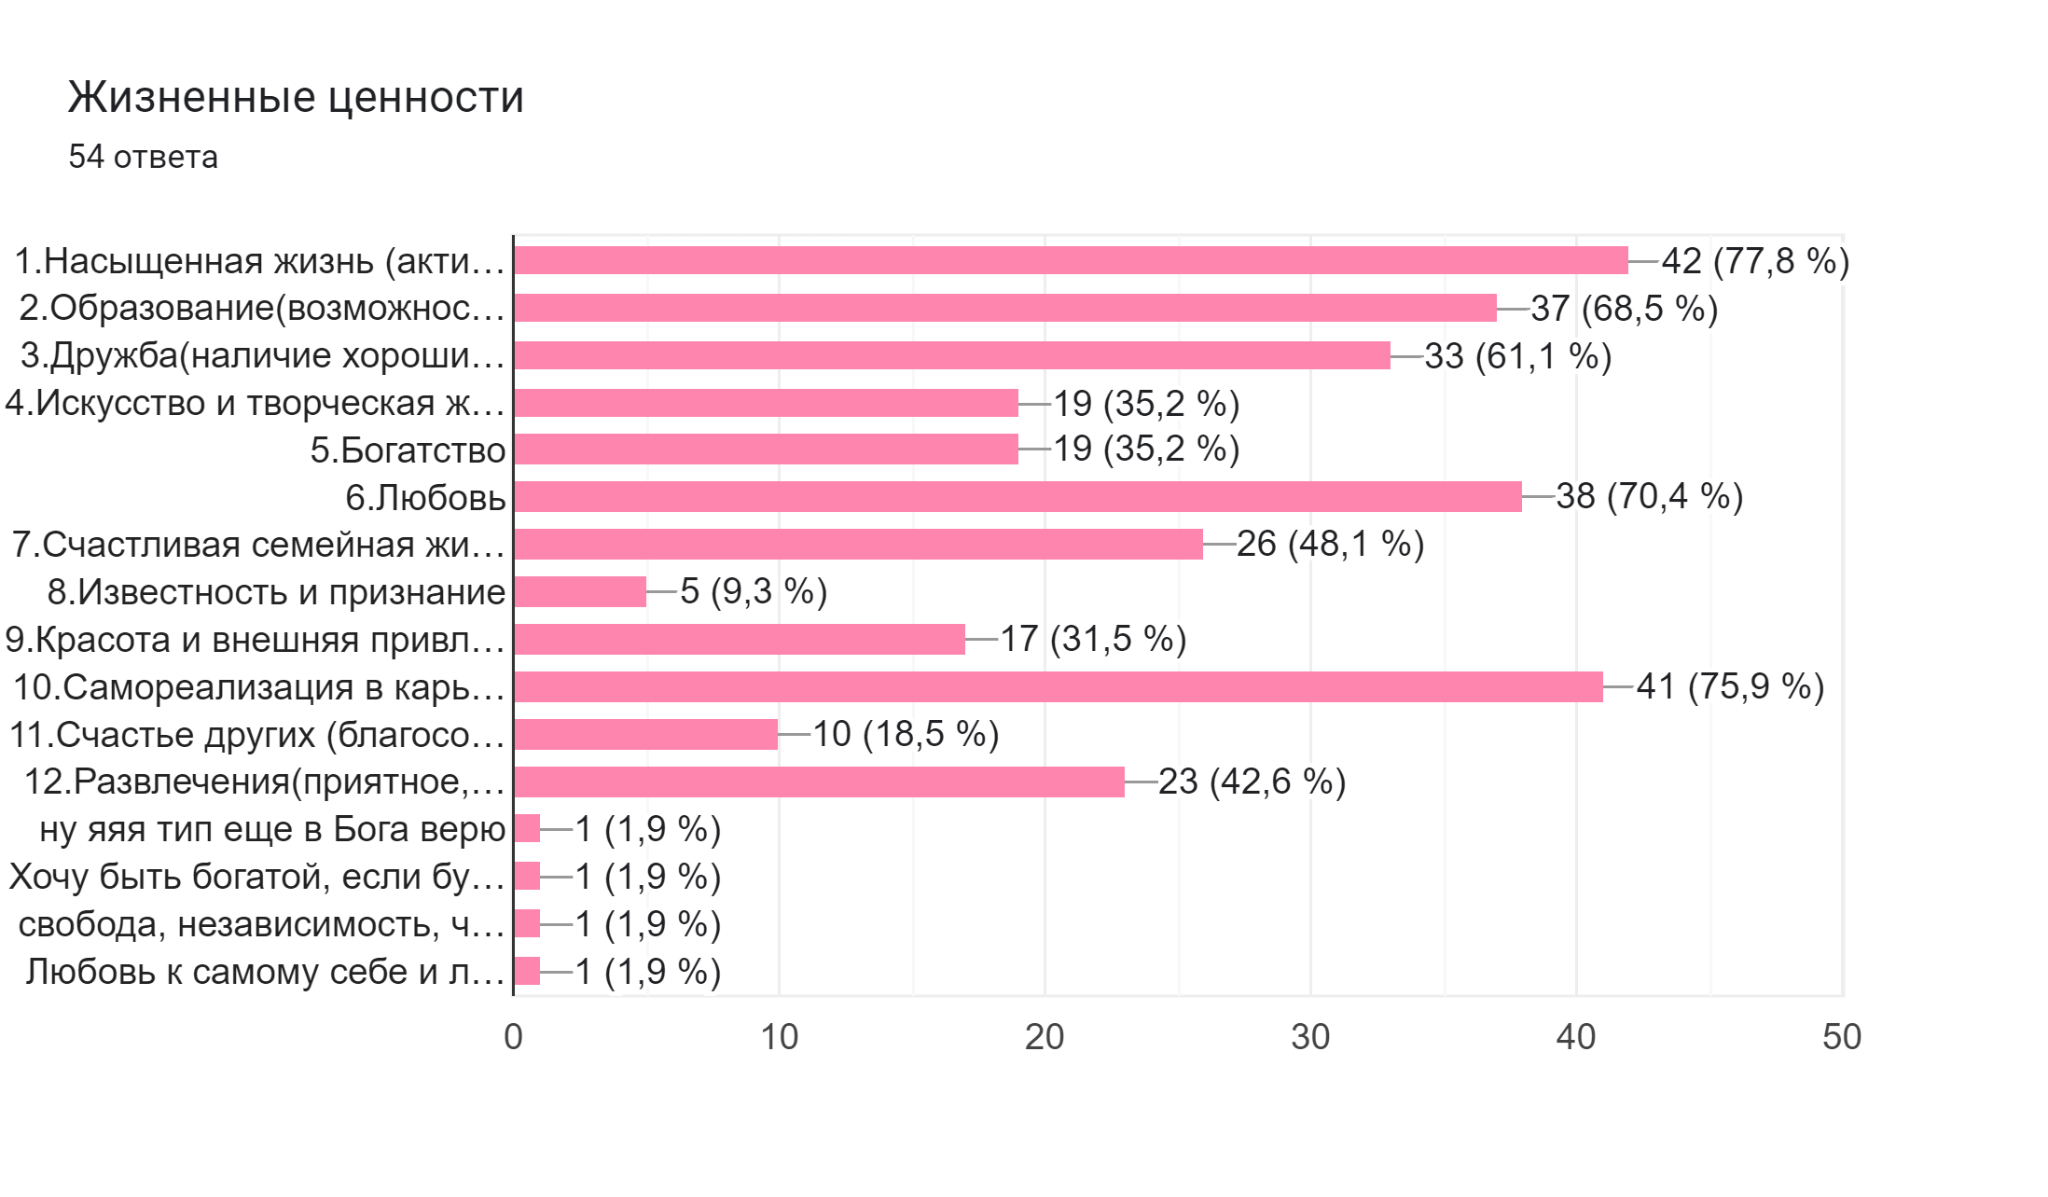 Жизненные ценности
54 ответа
1.Насыщенная жизнь (акти… 42 (77,8 %)
2.Образование(возможнос… 37 (68,5 %)
3.Дружба(наличие хороши… 33 (61,1 %)
4.Искусство и творческая ж… 19 (35,2 %)
5.Богатство 19 (35,2 %)
6.Любовь 38 (70,4 %)
7.Счастливая семейная жи… 26 (48,1 %)
8.Известность и признание 5 (9,3 %)
9.Красота и внешняя привл… 17 (31,5 %)
10.Самореализация в карь… 41 (75,9 %)
11.Счастье других (благосо… 10 (18,5 %)
12.Развлечения(приятное,… 23 (42,6 %)
ну яяя тип еще в Бога верю 1 (1,9 %)
Хочу быть богатой, если бу… 1 (1,9 %)
свобода, независимость, ч… 1 (1,9 %)
Любовь к самому себе и л… 1 (1,9 %)
0 10 20 30 40 50